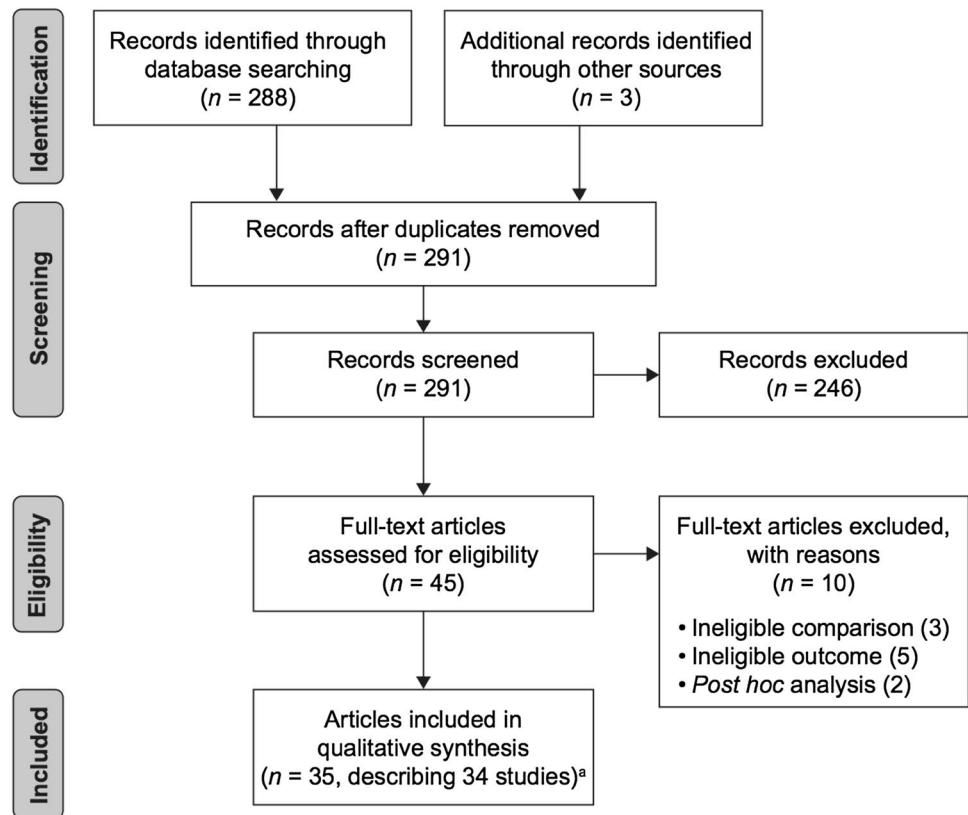 Identification
Records identified through
database searching
(n = 288)
Additional records identified
through other sources
(n = 3)
Screening
Records after duplicates removed
(n = 291)
Records screened
(n = 291)
Records excluded
(n = 246)
Eligibility
Full-text articles
assessed for eligibility
(n = 45)
Full-text articles excluded,
with reasons
(n = 10)
• Ineligible comparison (3)
• Ineligible outcome (5)
• Post hoc analysis (2)
Included
Articles included in
qualitative synthesis
(n = 35, describing 34 studies)ᵃ